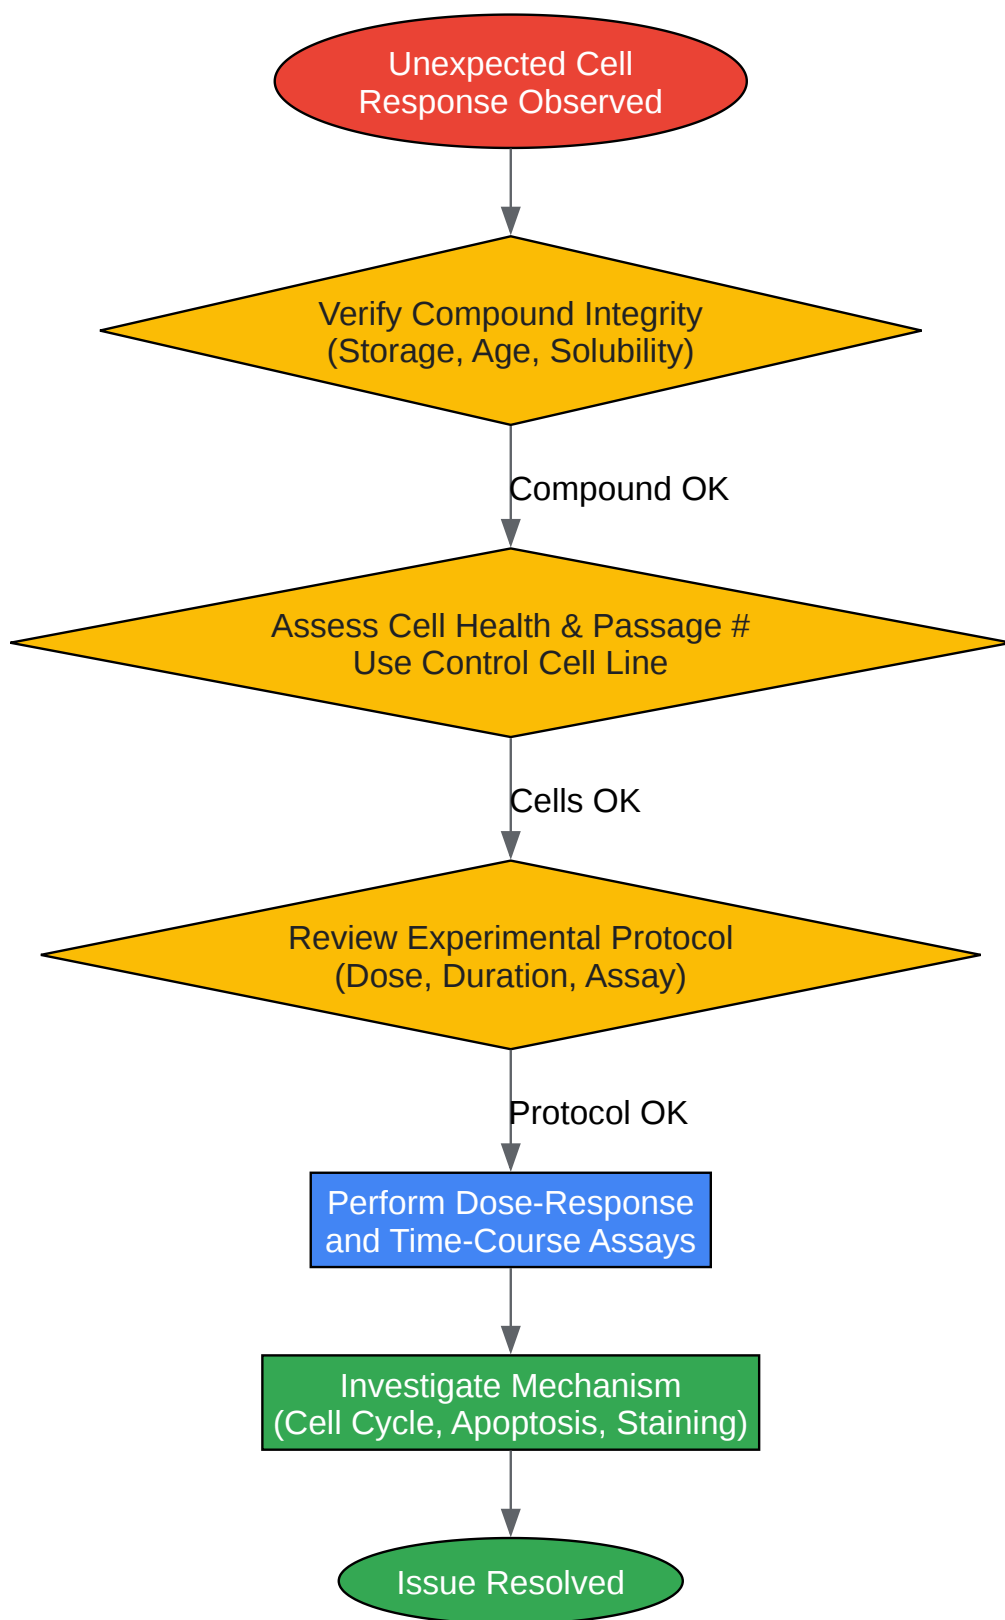 Unexpected Cell
Response Observed
Verify Compound Integrity
(Storage, Age, Solubility)
Compound OK
Assess Cell Health & Passage #
Use Control Cell Line
Cells OK
Review Experimental Protocol
(Dose, Duration, Assay)
Protocol OK
Perform Dose-Response
and Time-Course Assays
Investigate Mechanism
(Cell Cycle, Apoptosis, Staining)
Issue Resolved